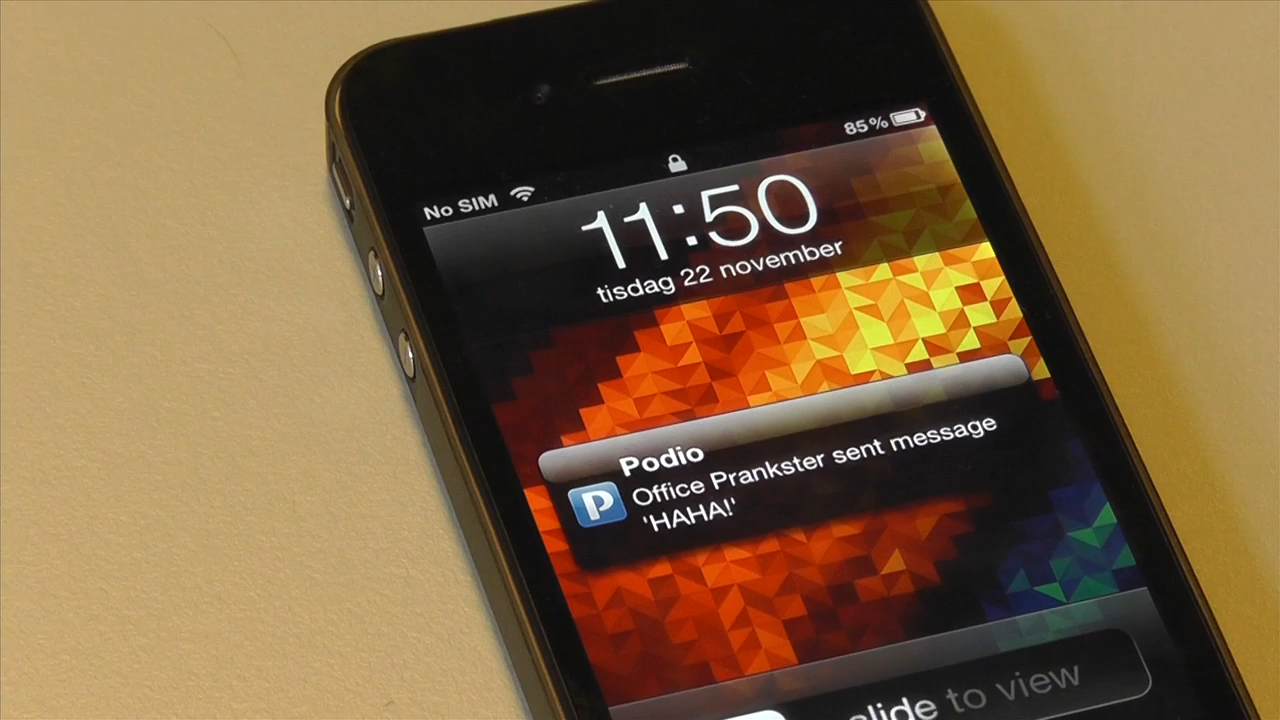 No SIM 85%
11:50
tisdag 22 november
Podio
P
Office Prankster sent message
'HAHA!'
slide to view